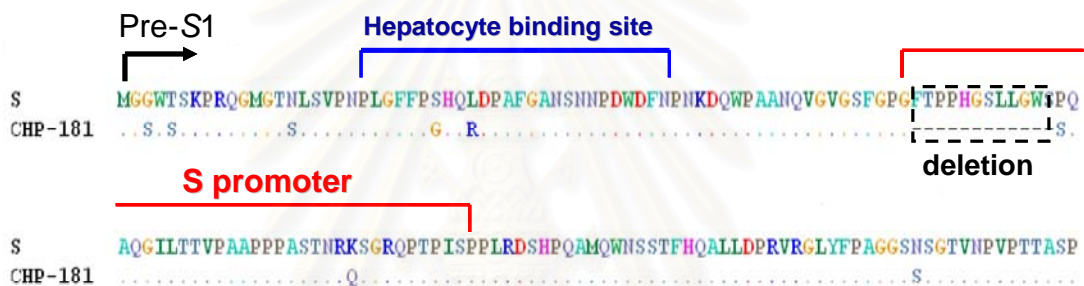 Pre-S1
Hepatocyte binding site
S MGGWTSKPRQGMGTNLSVPNPLGFFPSHQLDPAFGANSNNPDWDFNPNKDQWPAANQVGVGSFGPGFTPPHGSLLGWSPQ
CHP-181 ..S.S.........S...........G..R....................................------------S.
deletion
S promoter
S AQGILTTVPAAPPPASTNRKSGRQPTPISPPLRDSHPQAMQWNSSTFHQALLDPRVRGLYFPAGGSNSGTVNPVPTTASP
CHP-181 ...................Q..............................................S.............